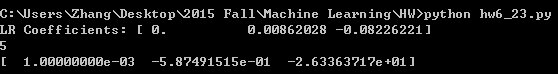 C:\Users\Zhang\Desktop\2015 Fall\Machine Learning\HW>python hw6_23.py
LR Coefficients: [ 0.          0.00862028 -0.08226221]
5
[  1.00000000e-03  -5.87491515e-01  -2.63363717e+01]